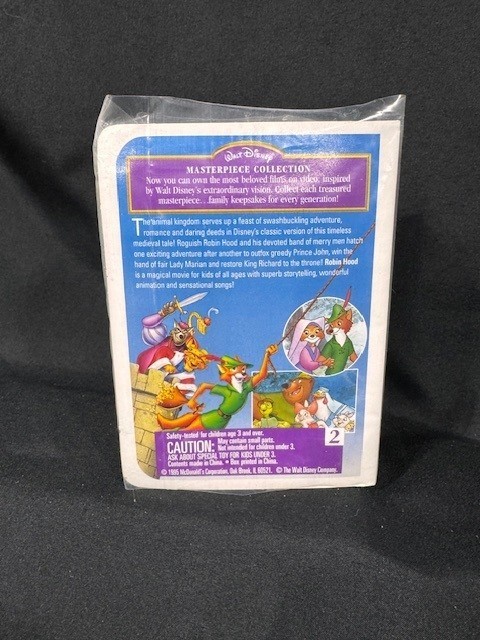 Walt Disney
MASTERPIECE COLLECTION
Now you can own the most beloved films on video, inspired
by Walt Disney's extraordinary vision. Collect each treasured
masterpiece...family keepsakes for every generation!
The animal kingdom serves up a feast of swashbuckling adventure,
romance and daring deeds in Disney's classic version of this timeless
medieval tale! Roguish Robin Hood and his devoted band of merry men hatch
one exciting adventure after another to outfox greedy Prince John, win the
hand of fair Lady Marian and restore King Richard to the throne! Robin Hood
is a magical movie for kids of all ages with superb storytelling, wonderful
animation and sensational songs!
Safety-tested for children age 3 and over.
CAUTION: May contain small parts.
Not intended for children under 3.
ASK ABOUT SPECIAL TOY FOR KIDS UNDER 3.
Contents made in China. • Box printed in China.
© 1995 McDonald's Corporation, Oak Brook, IL 60521. © The Walt Disney Company.
2